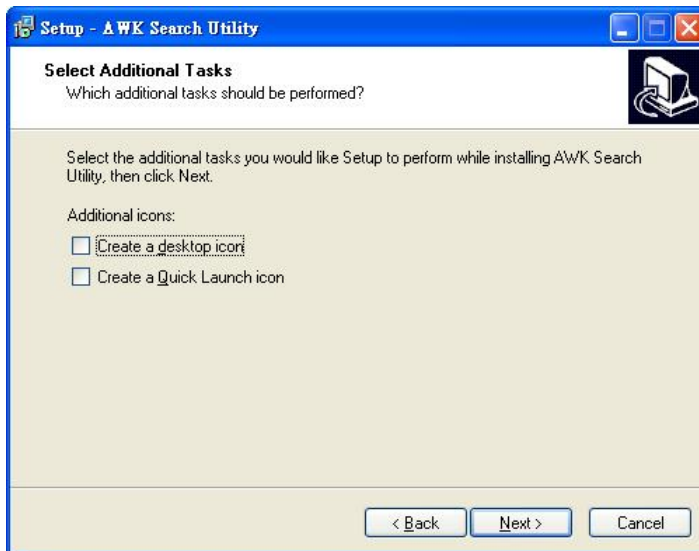 Setup - AWK Search Utility
Select Additional Tasks
Which additional tasks should be performed?
Select the additional tasks you would like Setup to perform while installing AWK Search
Utility, then click Next.
Additional icons:
Create a desktop icon
Create a Quick Launch icon
< Back
Next >
Cancel